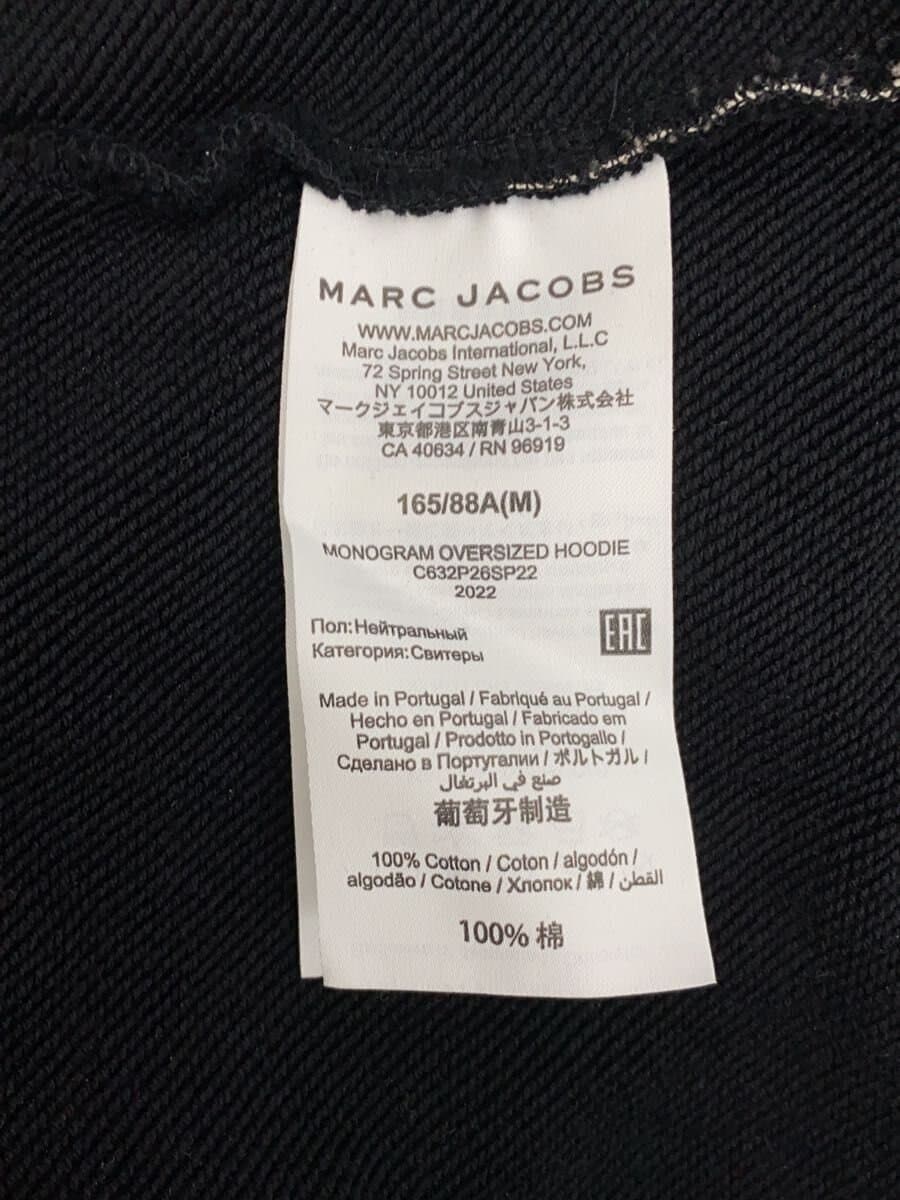 MARC JACOBS
WWW.MARCJACOBS.COM
Marc Jacobs International, L.L.C
72 Spring Street New York,
NY 10012 United States
マークジェイコブスジャパン株式会社
東京都港区南青山3-1-3
CA 40634 / RN 96919
165/88A(M)
MONOGRAM OVERSIZED HOODIE
C632P26SP22
2022
Пол:Нейтральный
Категория:Свитеры
EAC
Made in Portugal / Fabriqué au Portugal /
Hecho en Portugal / Fabricado em
Portugal / Prodotto in Portogallo /
Сделано в Португалии / ポルトガル /
صنع في البرتغال
葡萄牙制造
100% Cotton / Coton / algodón /
algodão / Cotone / Хлопок / 綿 / القطن
100% 棉